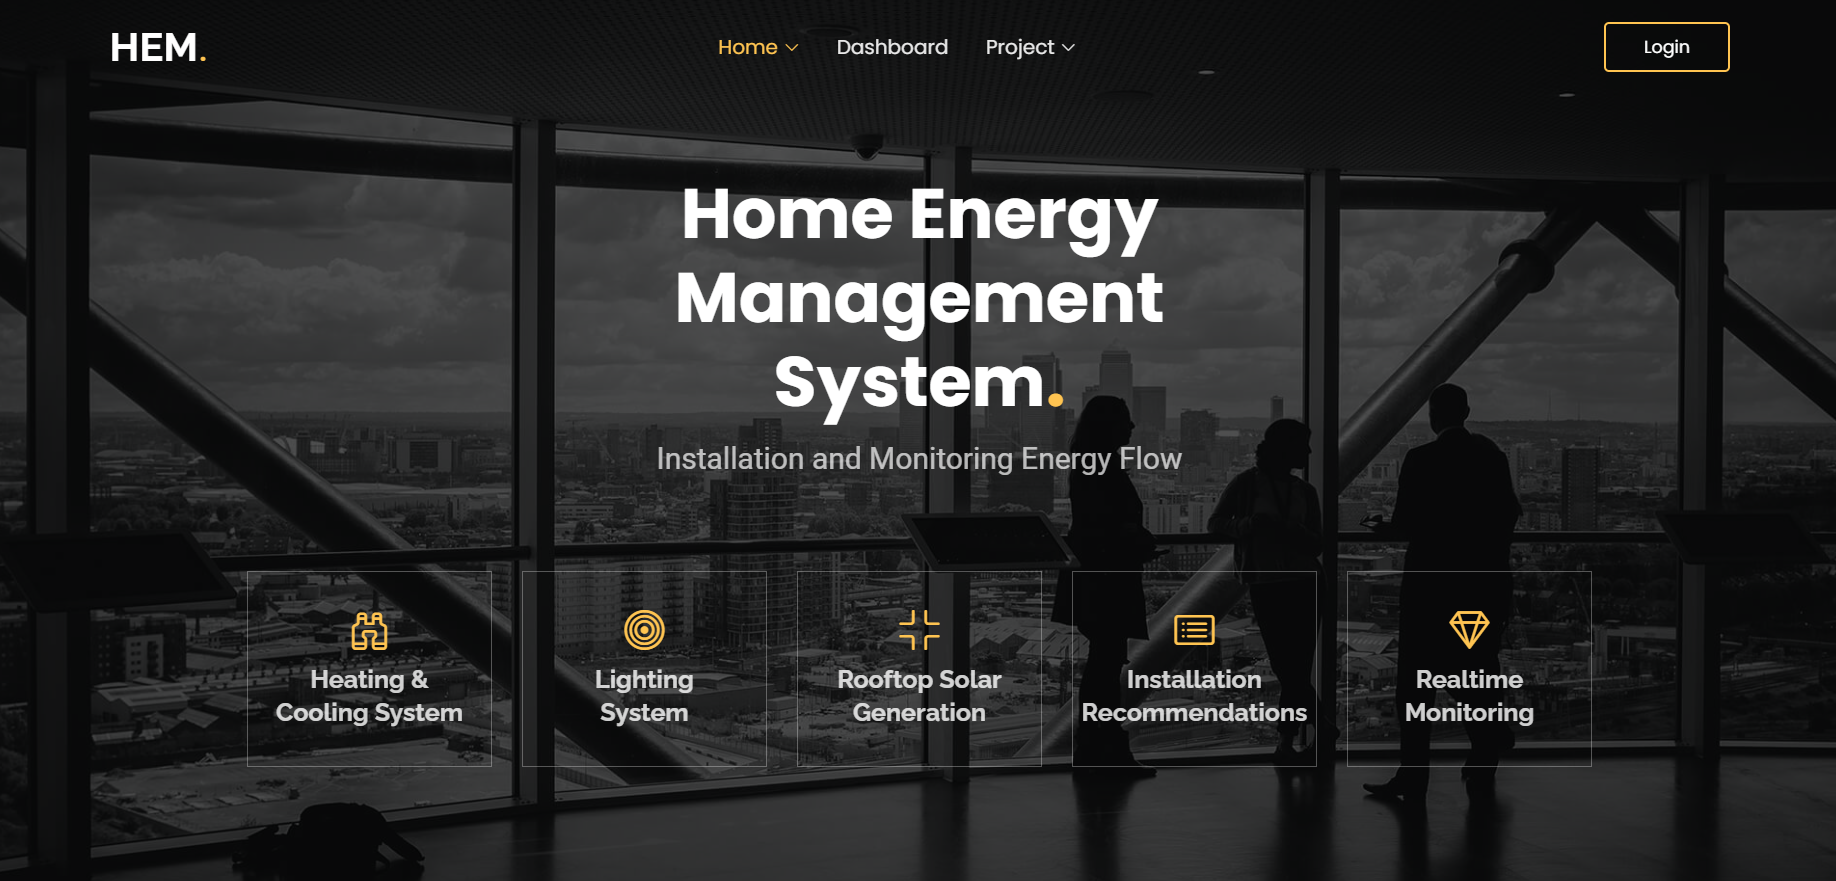 HEM.
Home
Dashboard
Project
Login
Home Energy
Management
System.
Installation and Monitoring Energy Flow
Heating &
Cooling System
Lighting
System
Rooftop Solar
Generation
Installation
Recommendations
Realtime
Monitoring